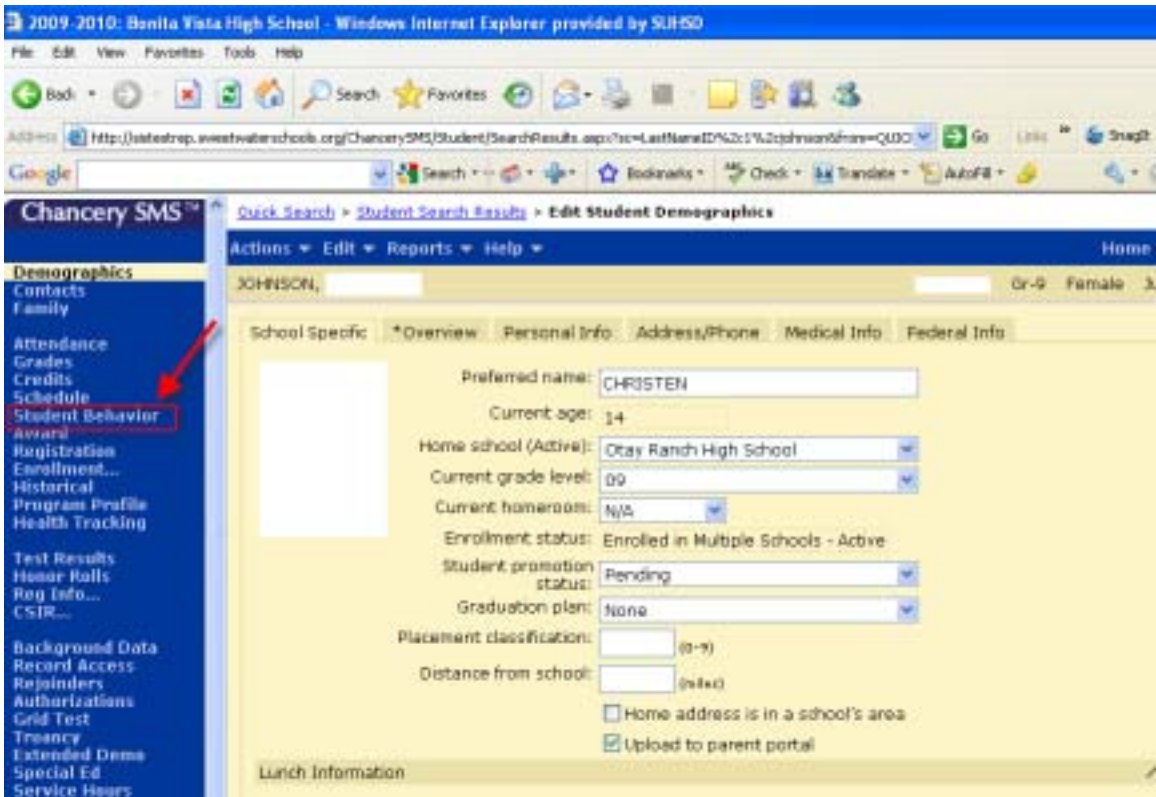 2009-2010: Bonita Vista High School - Windows Internet Explorer provided by SUHSD
File Edit View Favorites Tools Help
Back Search Favorites
Address Go Links SnagIt
Google Search Bookmarks Check Translate AutoFill
Chancery SMS™
Quick Search > Student Search Results > Edit Student Demographics
Actions Edit Reports Help Home
JOHNSON, Gr-9 Female
Demographics
Contacts
Family
Attendance
Grades
Credits
Schedule
Student Behavior
Award
Registration
Enrollment...
Historical
Program Profile
Health Tracking
Test Results
Honor Rolls
Reg Info...
CSIR...
Background Data
Record Access
Rejoinders
Authorizations
Grid Test
Truancy
Extended Demo
Special Ed
Service Hours
School Specific *Overview Personal Info Address/Phone Medical Info Federal Info
Preferred name: CHRISTEN
Current age: 14
Home school (Active): Otay Ranch High School
Current grade level: 09
Current homeroom: N/A
Enrollment status: Enrolled in Multiple Schools - Active
Student promotion status: Pending
Graduation plan: None
Placement classification: (0-9)
Distance from school: (miles)
Home address is in a school's area
Upload to parent portal
Lunch Information